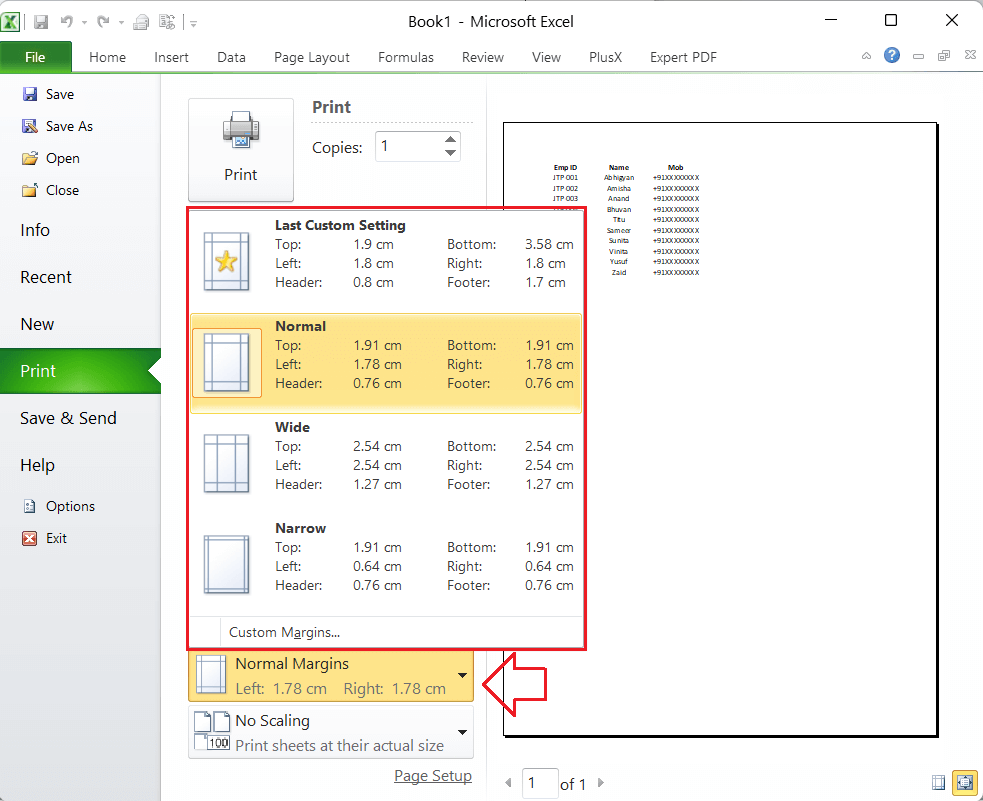 Book1 - Microsoft Excel
File Home Insert Data Page Layout Formulas Review View PlusX Expert PDF
Save
Save As
Open
Close
Info
Recent
New
Print
Save & Send
Help
Options
Exit
Print
Print
Copies: 1
Last Custom Setting
Top: 1.9 cm Bottom: 3.58 cm
Left: 1.8 cm Right: 1.8 cm
Header: 0.8 cm Footer: 1.7 cm
Normal
Top: 1.91 cm Bottom: 1.91 cm
Left: 1.78 cm Right: 1.78 cm
Header: 0.76 cm Footer: 0.76 cm
Wide
Top: 2.54 cm Bottom: 2.54 cm
Left: 2.54 cm Right: 2.54 cm
Header: 1.27 cm Footer: 1.27 cm
Narrow
Top: 1.91 cm Bottom: 1.91 cm
Left: 0.64 cm Right: 0.64 cm
Header: 0.76 cm Footer: 0.76 cm
Custom Margins...
Normal Margins
Left: 1.78 cm Right: 1.78 cm
100
No Scaling
Print sheets at their actual size
Page Setup
Emp ID Name Mob
JTP 001 Abhigyan +91XXXXXXXX
JTP 002 Amisha +91XXXXXXXX
JTP 003 Anand +91XXXXXXXX
Bhuvan +91XXXXXXXX
Titu +91XXXXXXXX
Sameer +91XXXXXXXX
Sunita +91XXXXXXXX
Vinita +91XXXXXXXX
Yusuf +91XXXXXXXX
Zaid +91XXXXXXXX
1 of 1